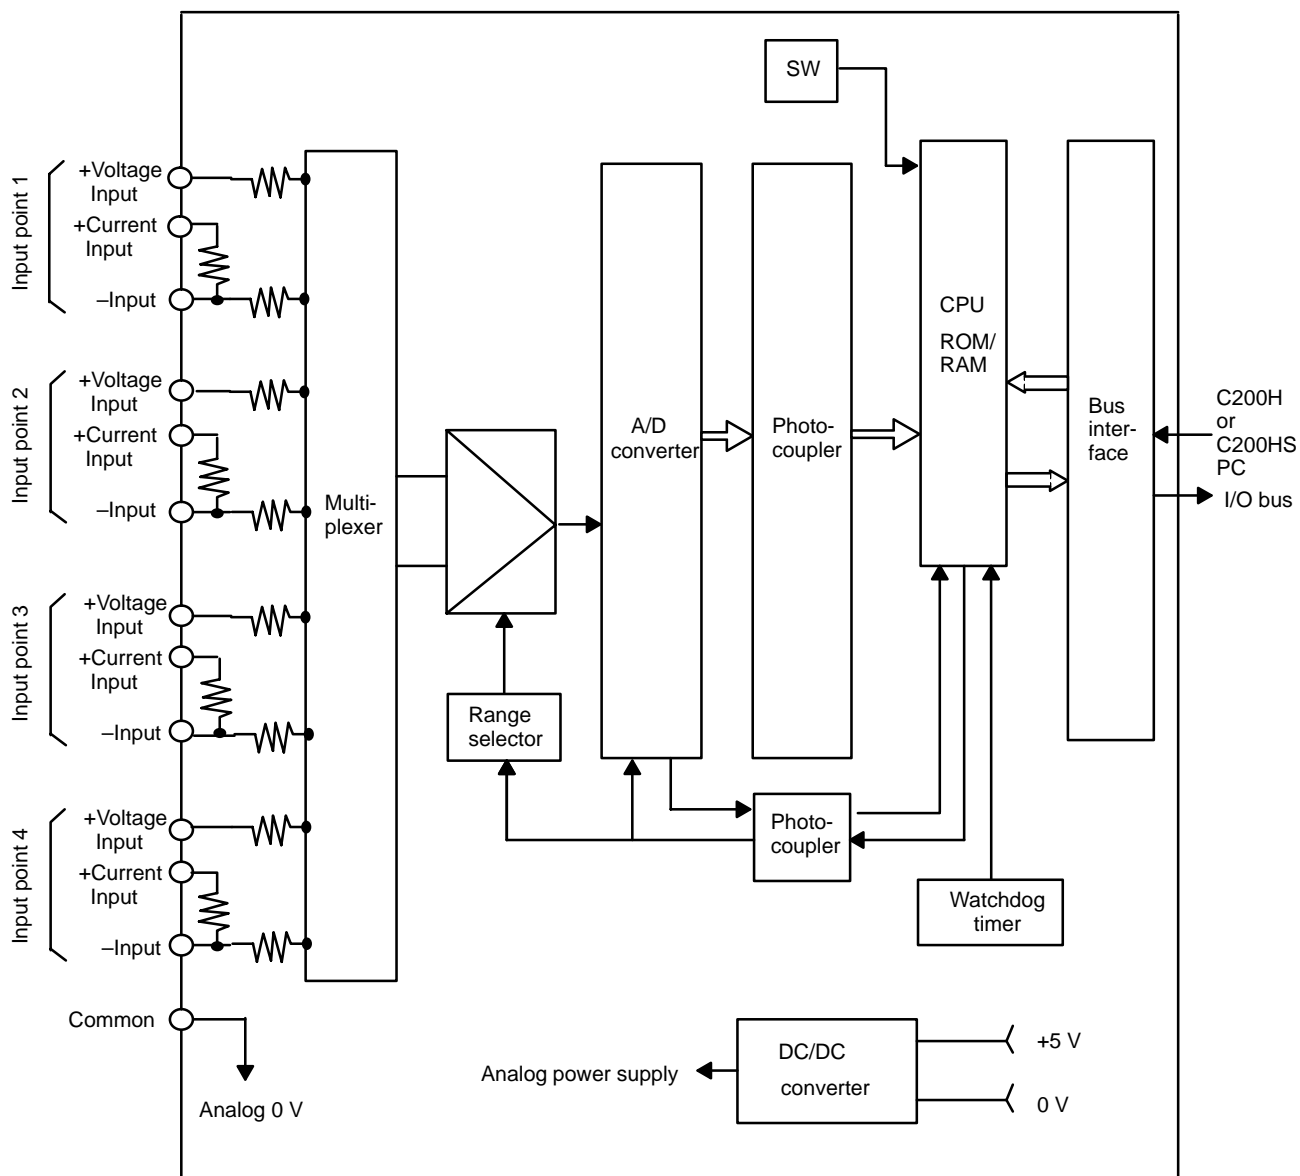 SW
Input point 1
+Voltage
Input
+Current
Input
–Input
Input point 2
+Voltage
Input
+Current
Input
–Input
Input point 3
+Voltage
Input
+Current
Input
–Input
Input point 4
+Voltage
Input
+Current
Input
–Input
Common
Analog 0 V
Multi-
plexer
Range
selector
A/D
converter
Photo-
coupler
Photo-
coupler
CPU
ROM/
RAM
Watchdog
timer
Bus
inter-
face
C200H
or
C200HS
PC
I/O bus
Analog power supply
DC/DC
converter
+5 V
0 V